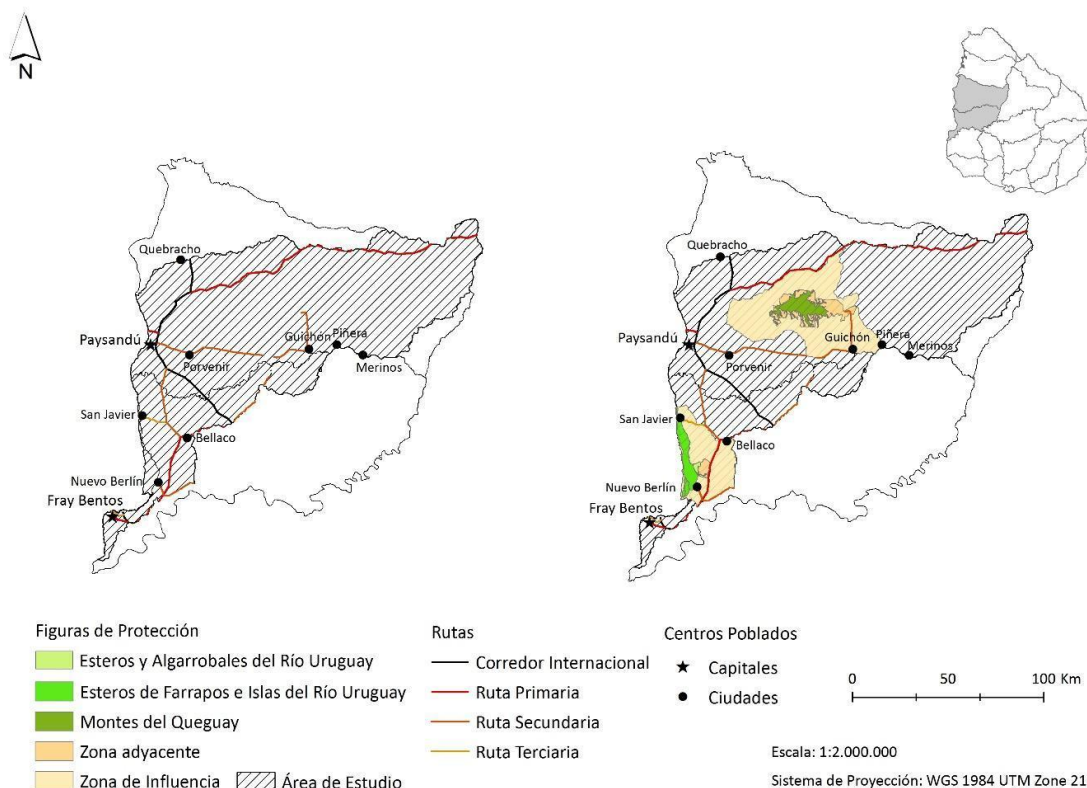 N
Quebracho
Paysandú
Porvenir
Guichón
Piñera
Merinos
San Javier
Bellaco
Nuevo Berlín
Fray Bentos
Quebracho
Paysandú
Porvenir
Guichón
Piñera
Merinos
San Javier
Bellaco
Nuevo Berlín
Fray Bentos
Figuras de Protección
Esteros y Algarrobales del Río Uruguay
Esteros de Farrapos e Islas del Río Uruguay
Montes del Queguay
Zona adyacente
Zona de Influencia
Área de Estudio
Rutas
Corredor Internacional
Ruta Primaria
Ruta Secundaria
Ruta Terciaria
Centros Poblados
Capitales
Ciudades
0 50 100 Km
Escala: 1:2.000.000
Sistema de Proyección: WGS 1984 UTM Zone 21